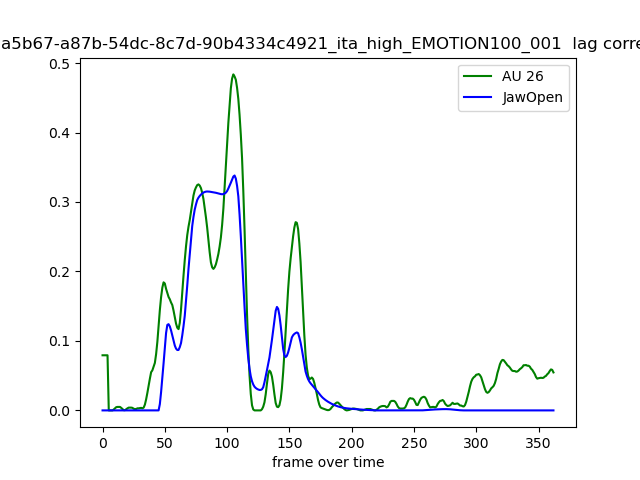 a5b67-a87b-54dc-8c7d-90b4334c4921_ita_high_EMOTION100_001 lag corre
AU 26
JawOpen
0.5
0.4
0.3
0.2
0.1
0.0
0 50 100 150 200 250 300 350
frame over time